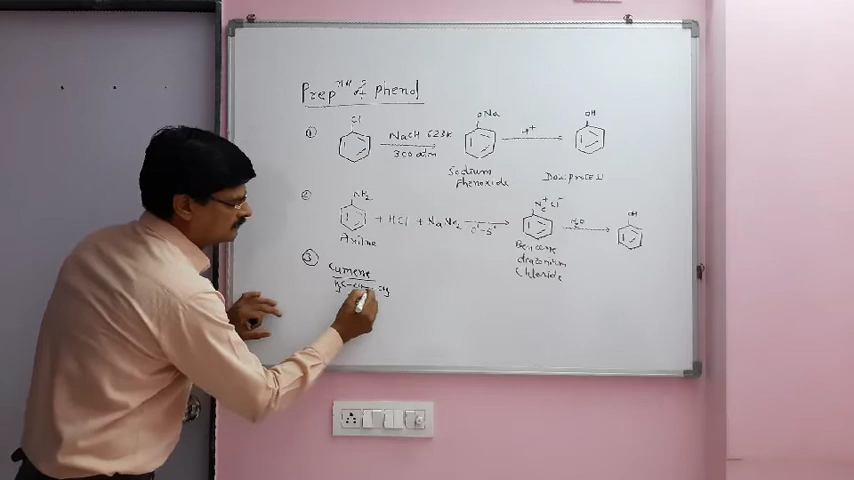 Prepⁿ of phenol
① Cl NaOH 623K 300 atm ONa H⁺ OH
Sodium phenoxide Dow process
② NH₂ + HCl + NaNO₂ 0°-5° N₂⁺Cl⁻ H₂O OH
Aniline Benzene
diazonium
Chloride
③ Cumene
H₃C-CH-CH₃